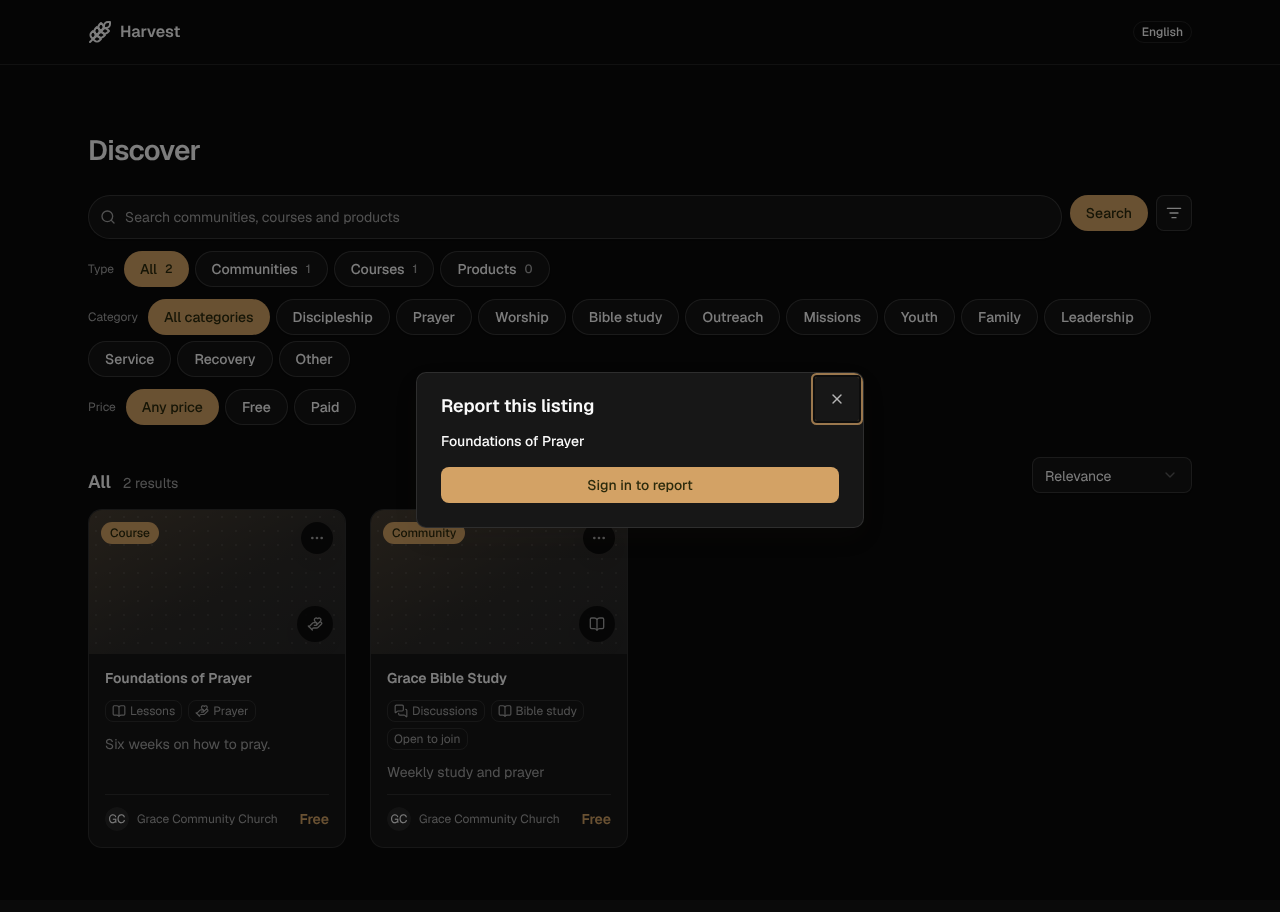 Harvest
English
Discover
Search communities, courses and products
Search
Type All 2 Communities 1 Courses 1 Products 0
Category All categories Discipleship Prayer Worship Bible study Outreach Missions Youth Family Leadership
Service Recovery Other
Price Any price Free Paid
Report this listing
Foundations of Prayer
Sign in to report
All 2 results
Relevance
Course
Foundations of Prayer
Lessons Prayer
Six weeks on how to pray.
GC Grace Community Church Free
Community
Grace Bible Study
Discussions Bible study
Open to join
Weekly study and prayer
GC Grace Community Church Free